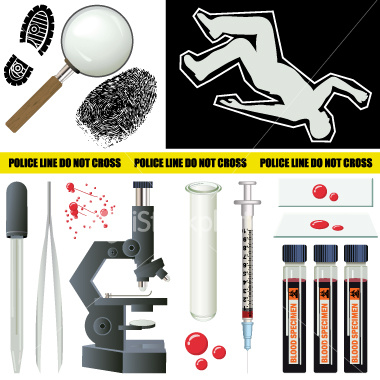 POLICE LINE DO NOT CROSS POLICE LINE DO NOT CROSS POLICE LINE DO NOT CROSS
BLOOD SPECIMEN
BLOOD SPECIMEN
BLOOD SPECIMEN